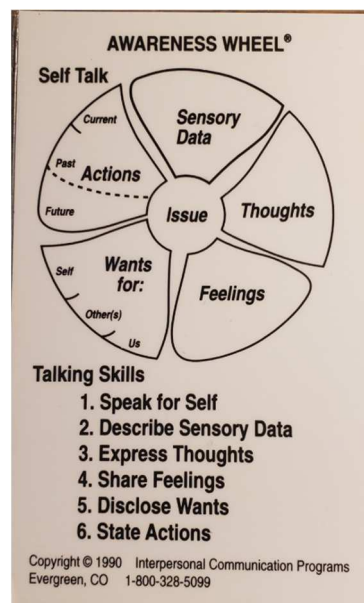 AWARENESS WHEEL®
Self Talk
Sensory
Data
Current
Past
Actions
Future
Issue
Thoughts
Wants
for:
Self
Other(s)
Us
Feelings
Talking Skills
1. Speak for Self
2. Describe Sensory Data
3. Express Thoughts
4. Share Feelings
5. Disclose Wants
6. State Actions
Copyright © 1990 Interpersonal Communication Programs
Evergreen, CO 1-800-328-5099